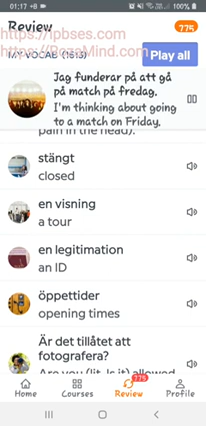 01:17
100%
Review
775
https://ipbses.com
https://RozaMind.com
MY VOCAB (1613)
Play all
Jag funderar på att gå
på match på fredag.
I'm thinking about going
to a match on Friday.
pain in the head).
stängt
closed
en visning
a tour
en legitimation
an ID
öppettider
opening times
Är det tillåtet att
fotografera?
Are you (lit. Is it) allowed
775
Home
Courses
Review
Profile